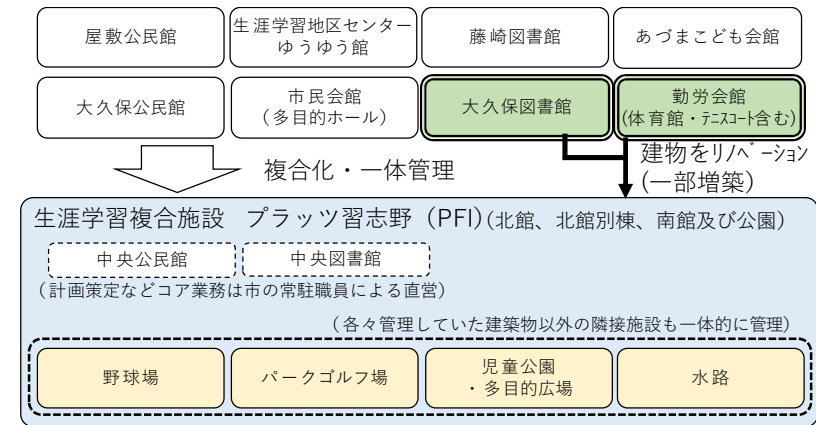 屋敷公民館
生涯学習地区センター
ゆうゆう館
藤崎図書館
あづまこども会館
大久保公民館
市民会館
(多目的ホール)
大久保図書館
勤労会館
(体育館・テニスコート含む)
複合化・一体管理
建物をリノベーション
(一部増築)
生涯学習複合施設 プラッツ習志野 (PFI)(北館、北館別棟、南館及び公園)
中央公民館
中央図書館
(計画策定などコア業務は市の常駐職員による直営)
(各々管理していた建築物以外の隣接施設も一体的に管理)
野球場
パークゴルフ場
児童公園
・多目的広場
水路